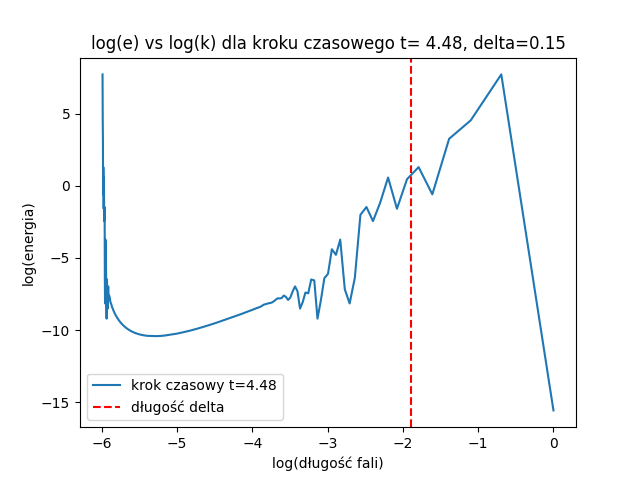 log(e) vs log(k) dla kroku czasowego t= 4.48, delta=0.15
log(energia)
5
0
−5
−10
−15
krok czasowy t=4.48
długość delta
−6 −5 −4 −3 −2 −1 0
log(długość fali)